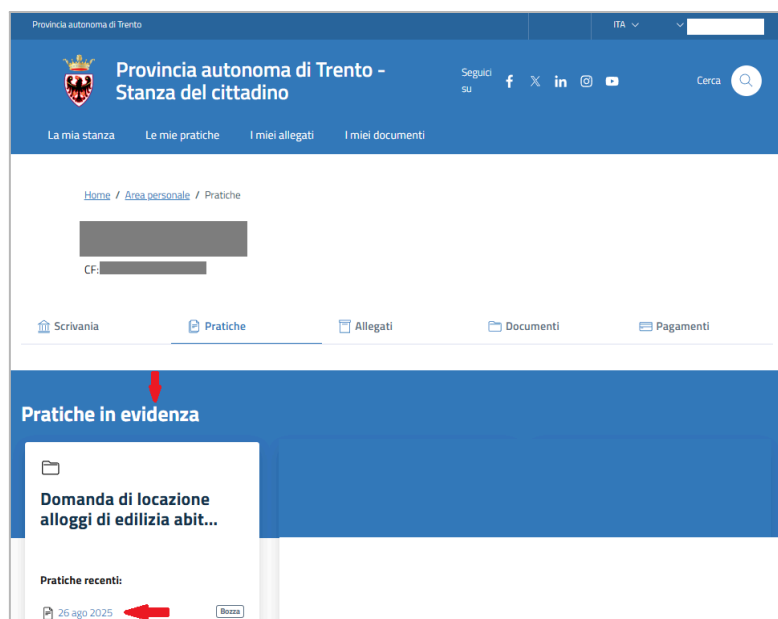 Provincia autonoma di Trento
ITA
Provincia autonoma di Trento -
Stanza del cittadino
Seguici
su
Cerca
La mia stanza Le mie pratiche I miei allegati I miei documenti
Home / Area personale / Pratiche
CF:
Scrivania Pratiche Allegati Documenti Pagamenti
Pratiche in evidenza
Domanda di locazione
alloggi di edilizia abit...
Pratiche recenti:
26 ago 2025 Bozza